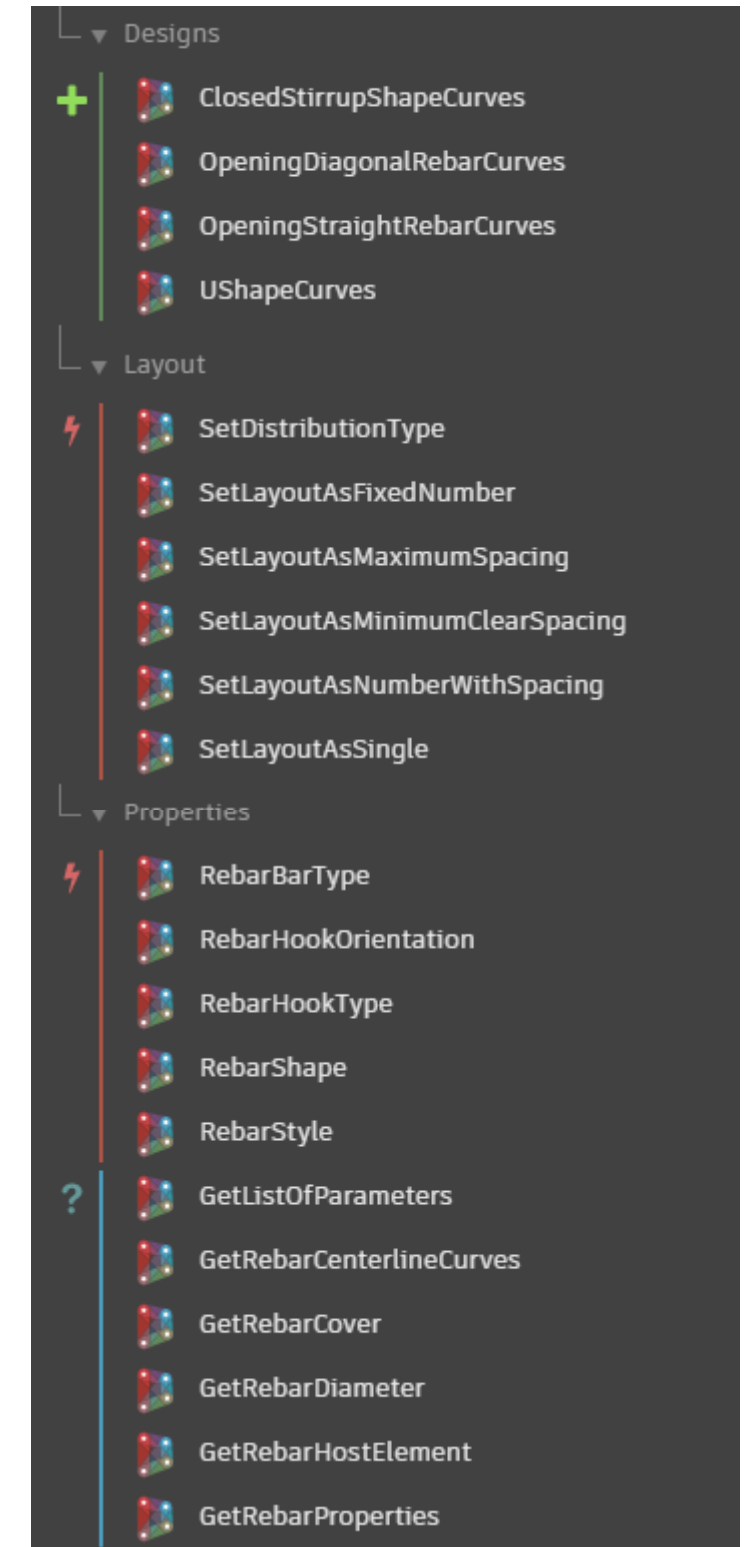 Designs
ClosedStirrupShapeCurves
OpeningDiagonalRebarCurves
OpeningStraightRebarCurves
UShapeCurves
Layout
SetDistributionType
SetLayoutAsFixedNumber
SetLayoutAsMaximumSpacing
SetLayoutAsMinimumClearSpacing
SetLayoutAsNumberWithSpacing
SetLayoutAsSingle
Properties
RebarBarType
RebarHookOrientation
RebarHookType
RebarShape
RebarStyle
? GetListOfParameters
GetRebarCenterlineCurves
GetRebarCover
GetRebarDiameter
GetRebarHostElement
GetRebarProperties